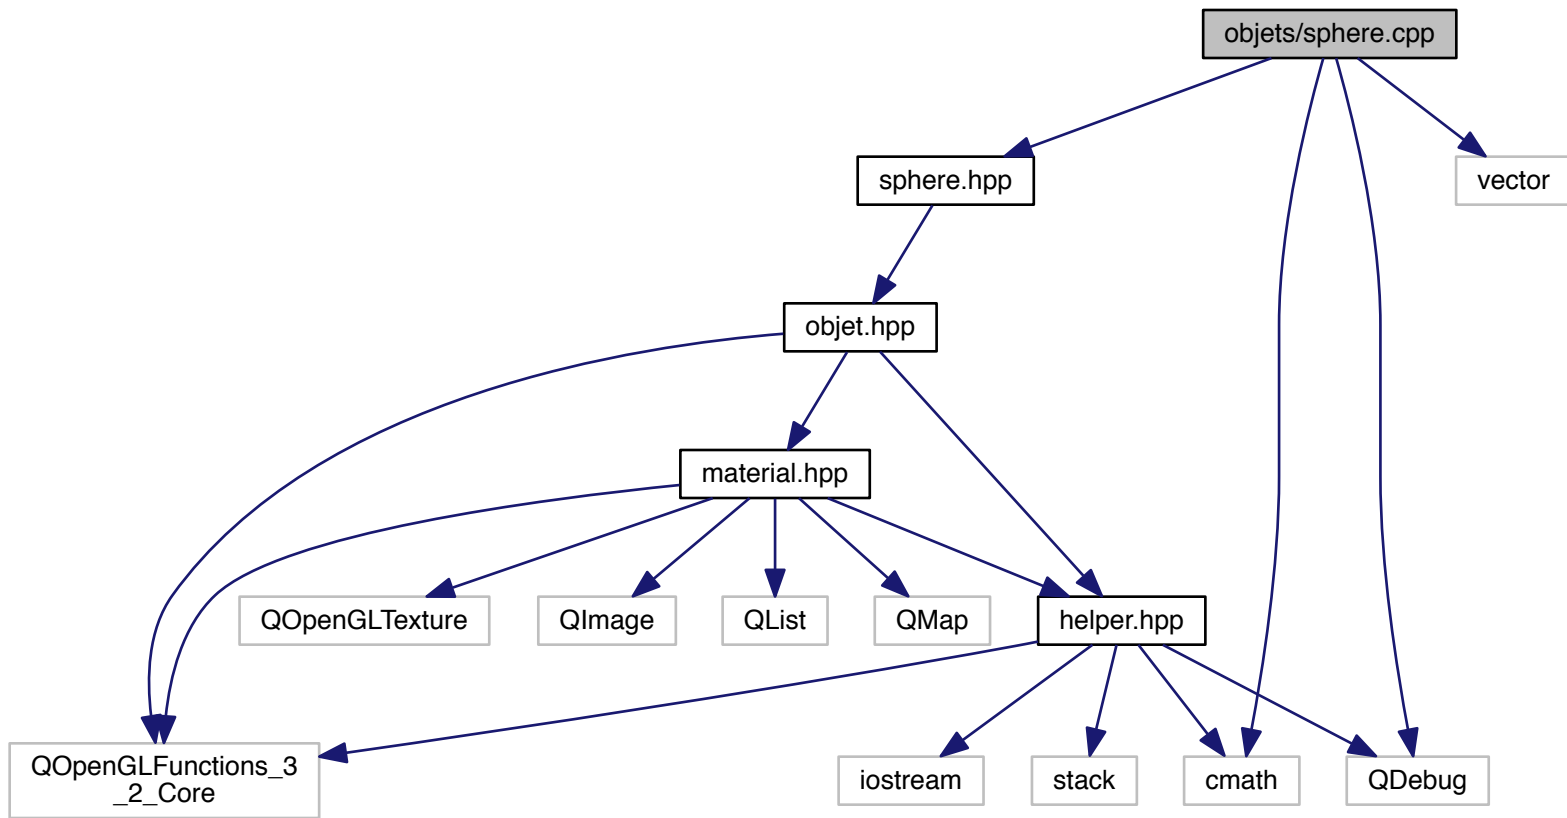 objets/sphere.cpp
sphere.hpp
vector
objet.hpp
material.hpp
QOpenGLTexture
QImage
QList
QMap
helper.hpp
QOpenGLFunctions_3
_2_Core
iostream
stack
cmath
QDebug